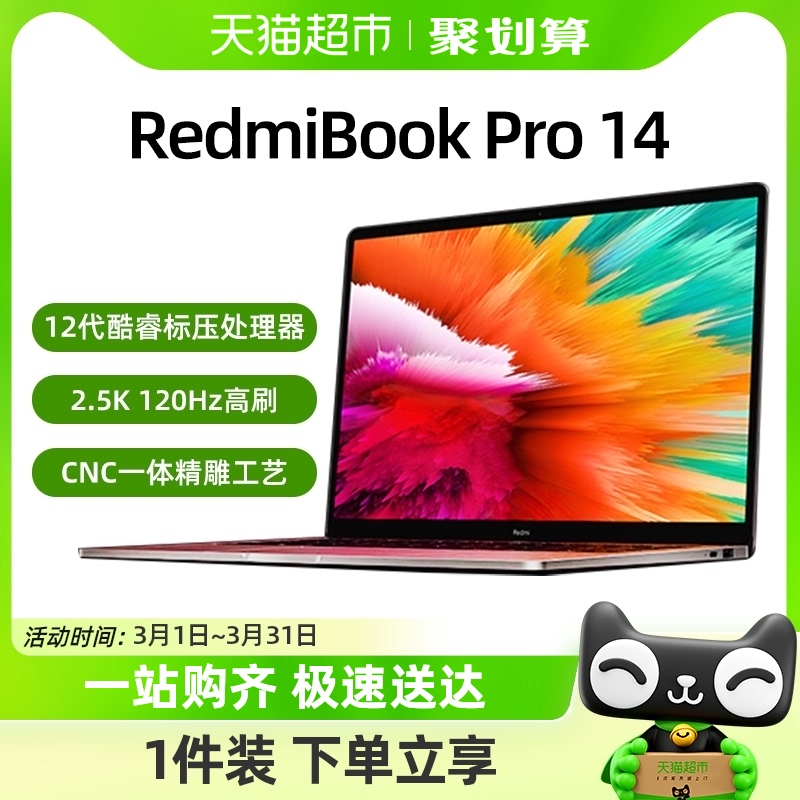 天猫超市 | 聚划算
RedmiBook Pro 14
12代酷睿标压处理器
2.5K 120Hz高刷
CNC一体精雕工艺
Redmi
活动时间：3月1日~3月31日
一站购齐 极速送达
1件装 下单立享
天猫超市